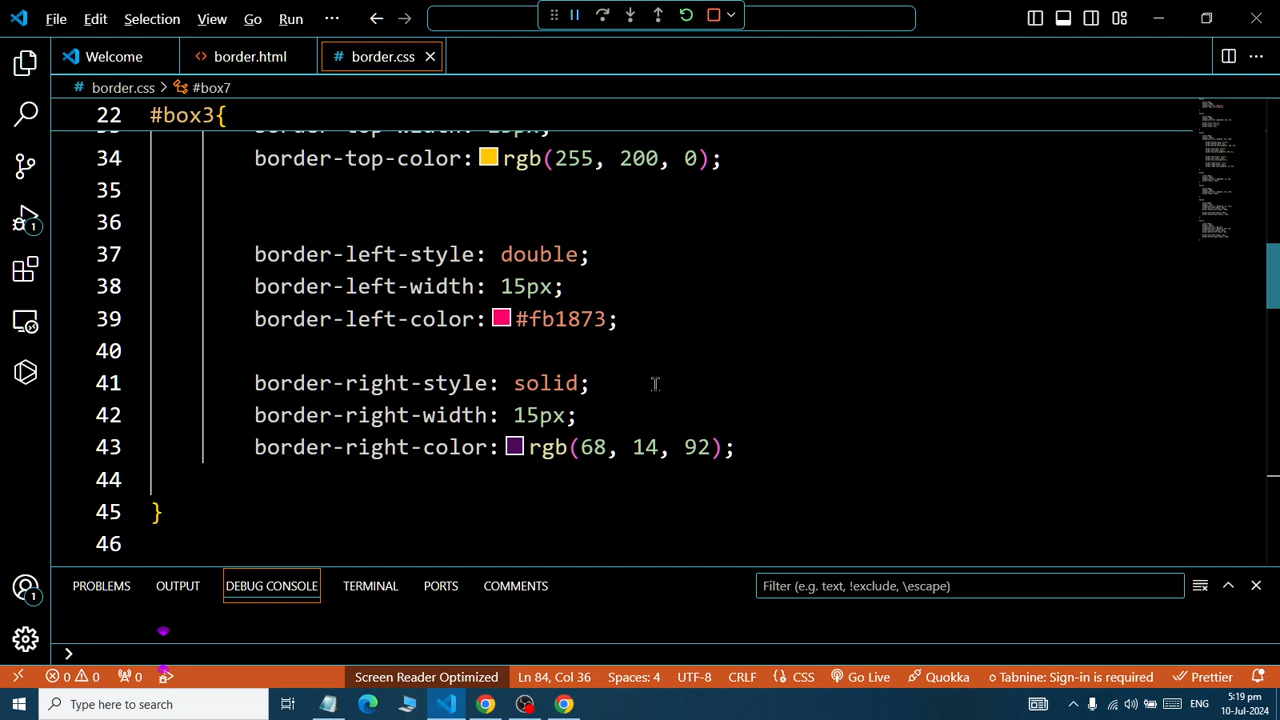 File Edit Selection View Go Run ···
Welcome border.html # border.css
# border.css > #box7
22 #box3{
34 border-top-color: rgb(255, 200, 0);
35
36
37 border-left-style: double;
38 border-left-width: 15px;
39 border-left-color: #fb1873;
40
41 border-right-style: solid;
42 border-right-width: 15px;
43 border-right-color: rgb(68, 14, 92);
44
45 }
46
PROBLEMS OUTPUT DEBUG CONSOLE TERMINAL PORTS COMMENTS Filter (e.g. text, !exclude, \escape)
0 0 0 Screen Reader Optimized Ln 84, Col 36 Spaces: 4 UTF-8 CRLF CSS Go Live Quokka Tabnine: Sign-in is required Prettier
Type here to search ENG 5:19 pm
10-Jul-2024